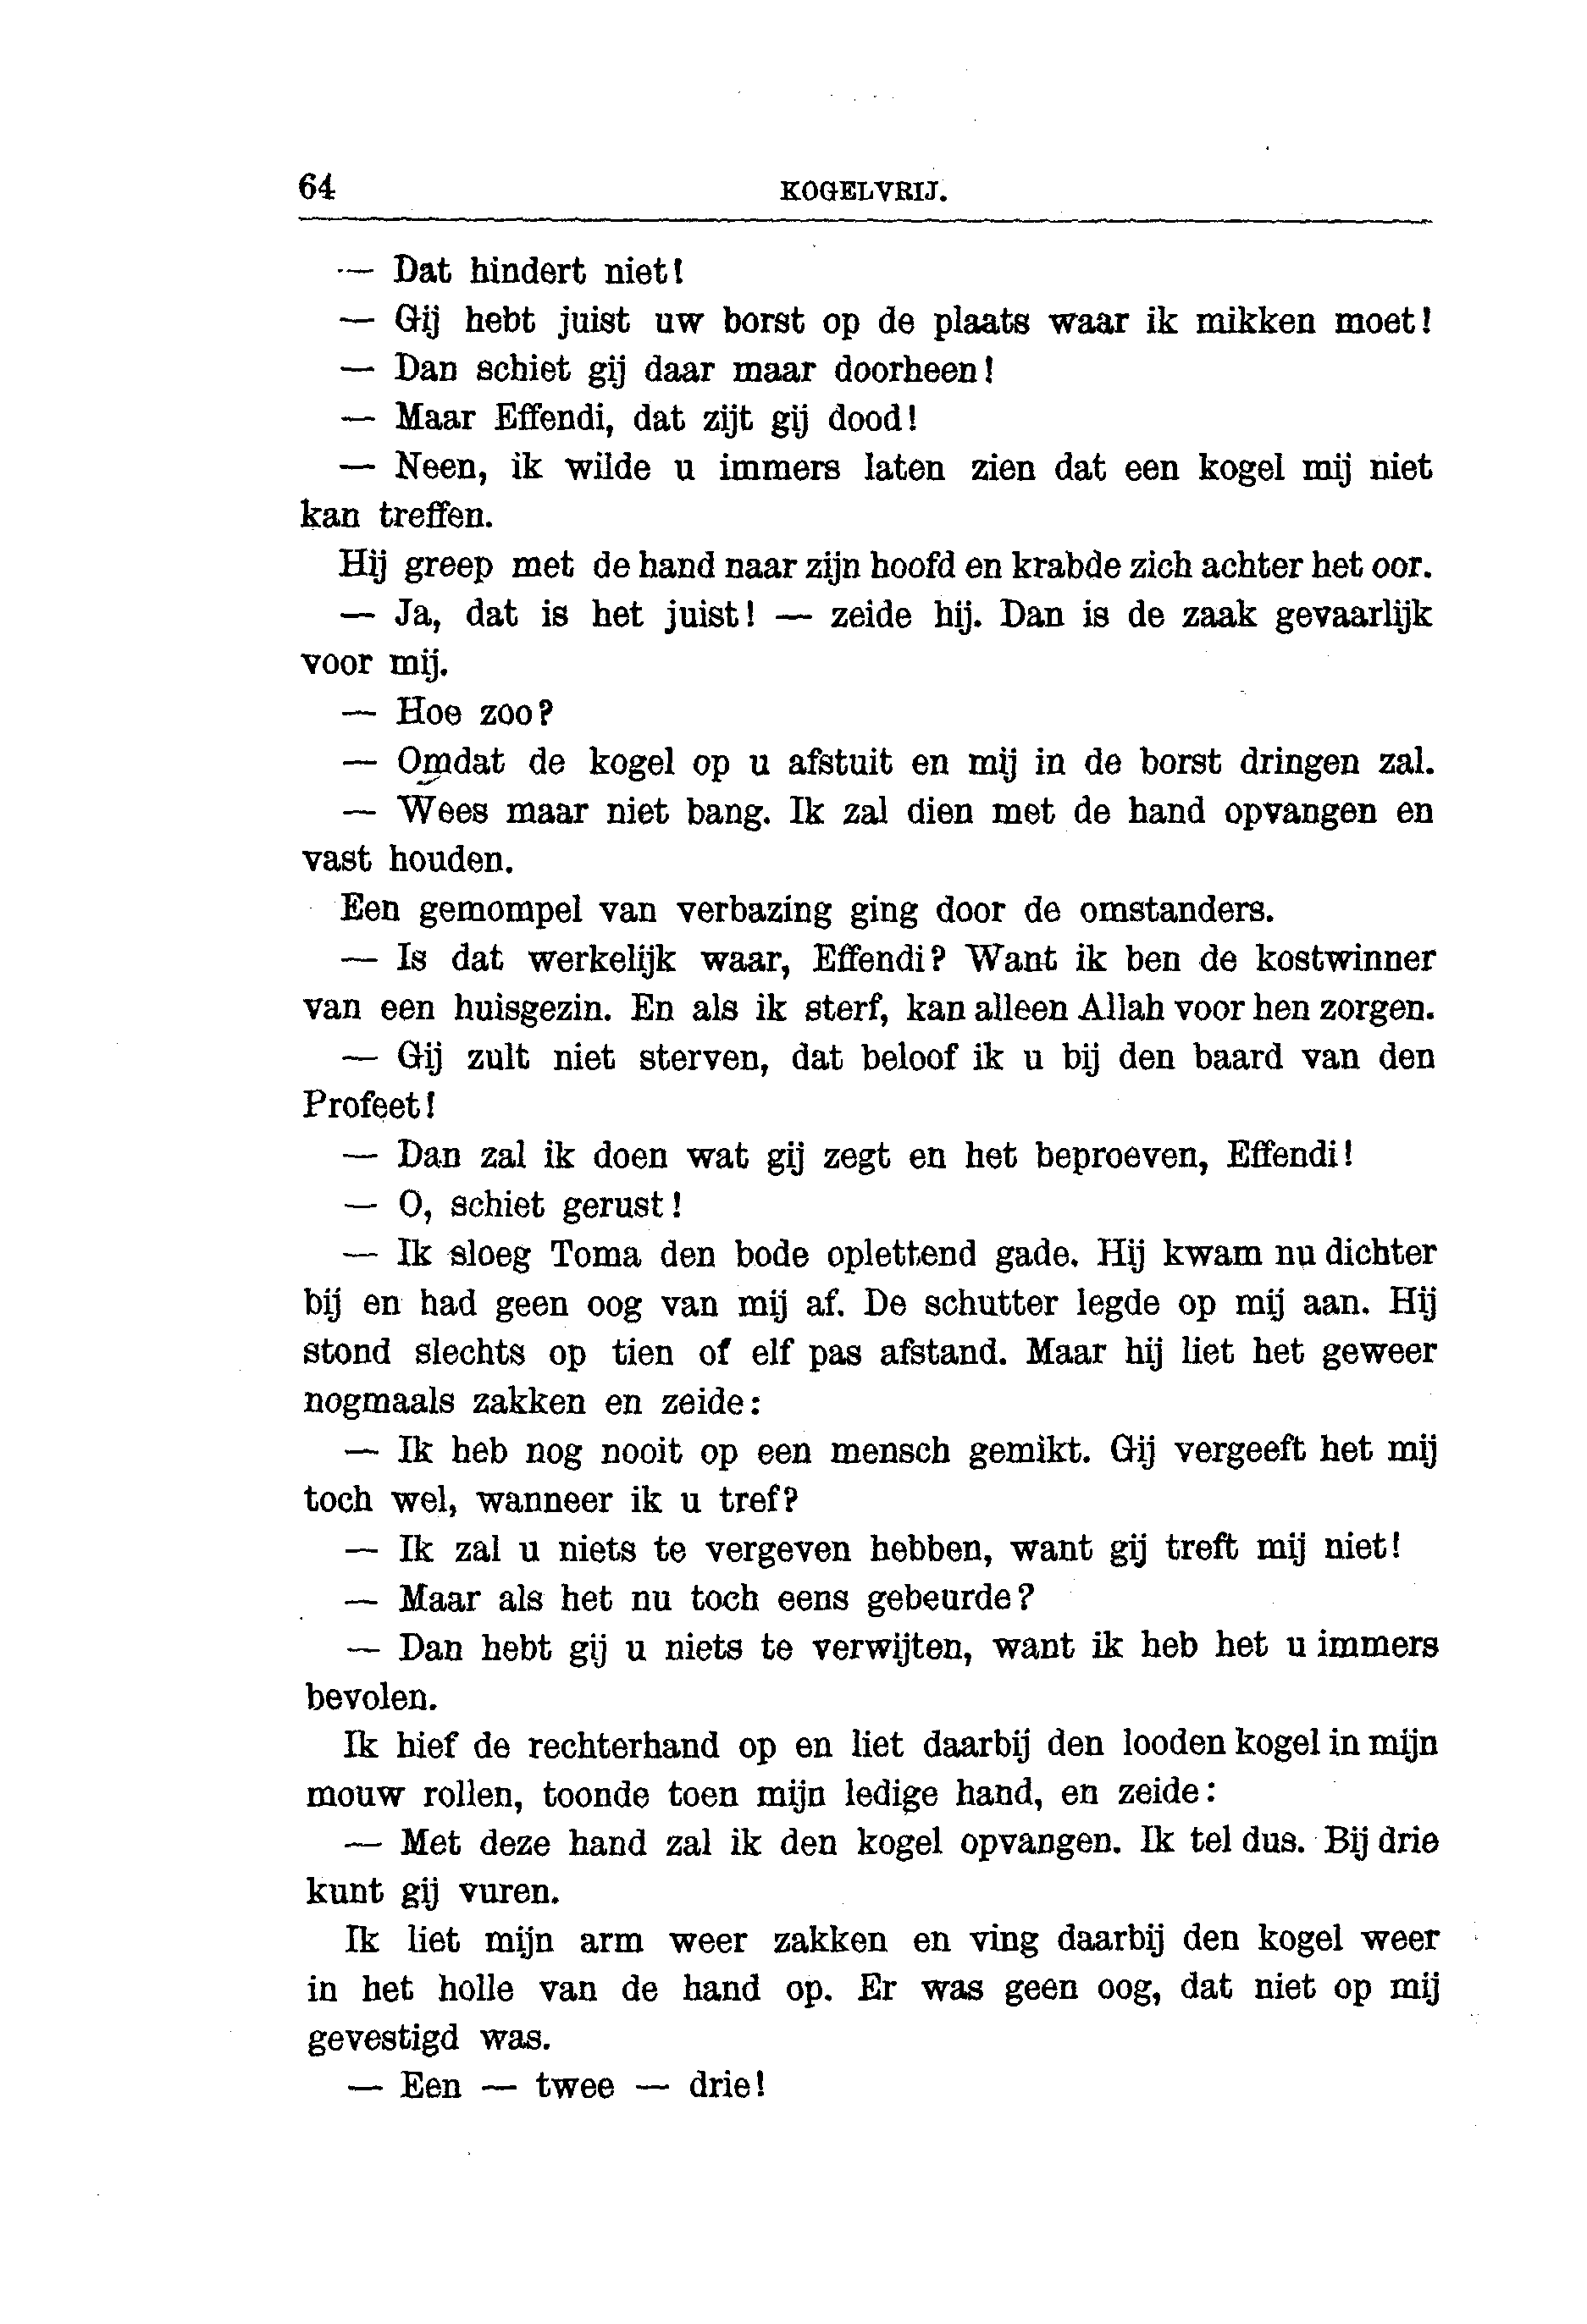 64 KOGELVRIJ.
— Dat hindert niet!
— Gij hebt juist uw borst op de plaats waar ik mikken moet!
— Dan schiet gij daar maar doorheen!
— Maar Effendi, dat zijt gij dood!
— Neen, ik wilde u immers laten zien dat een kogel mij niet
kan treffen.
Hij greep met de hand naar zijn hoofd en krabde zich achter het oor.
— Ja, dat is het juist! — zeide hij. Dan is de zaak gevaarlijk
voor mij.
— Hoe zoo?
— Omdat de kogel op u afstuit en mij in de borst dringen zal.
— Wees maar niet bang. Ik zal dien met de hand opvangen en
vast houden.
Een gemompel van verbazing ging door de omstanders.
— Is dat werkelijk waar, Effendi? Want ik ben de kostwinner
van een huisgezin. En als ik sterf, kan alleen Allah voor hen zorgen.
— Gij zult niet sterven, dat beloof ik u bij den baard van den
Profeet!
— Dan zal ik doen wat gij zegt en het beproeven, Effendi!
— O, schiet gerust!
— Ik sloeg Toma den bode oplettend gade. Hij kwam nu dichter
bij en had geen oog van mij af. De schutter legde op mij aan. Hij
stond slechts op tien of elf pas afstand. Maar hij liet het geweer
nogmaals zakken en zeide:
— Ik heb nog nooit op een mensch gemikt. Gij vergeeft het mij
toch wel, wanneer ik u tref?
— Ik zal u niets te vergeven hebben, want gij treft mij niet!
— Maar als het nu toch eens gebeurde?
— Dan hebt gij u niets te verwijten, want ik heb het u immers
bevolen.
Ik hief de rechterhand op en liet daarbij den looden kogel in mijn
mouw rollen, toonde toen mijn ledige hand, en zeide:
— Met deze hand zal ik den kogel opvangen. Ik tel dus. Bij drie
kunt gij vuren.
Ik liet mijn arm weer zakken en ving daarbij den kogel weer
in het holle van de hand op. Er was geen oog, dat niet op mij
gevestigd was.
— Een — twee — drie!